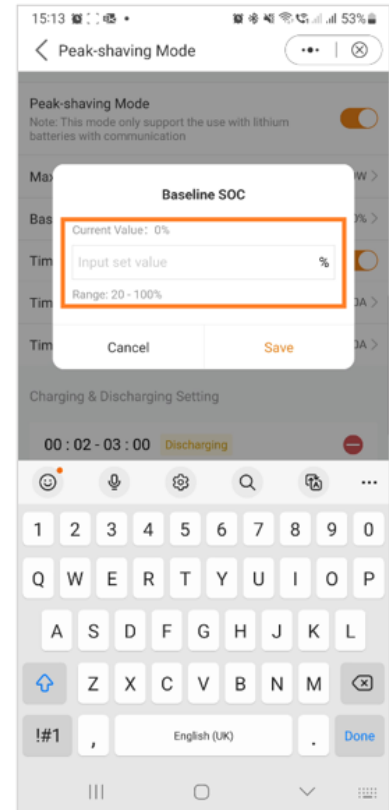 15:13
53%
Peak-shaving Mode
Peak-shaving Mode
Note: This mode only support the use with lithium
batteries with communication
Max
W >
Baseline SOC
Bas
% >
Current Value: 0%
Input set value %
Tim
Range: 20 - 100%
Tim
0A >
Cancel Save
Tim
0A >
Charging & Discharging Setting
00 : 02 - 03 : 00 Discharging
1 2 3 4 5 6 7 8 9 0
Q W E R T Y U I O P
A S D F G H J K L
Z X C V B N M
!#1 , English (UK) . Done